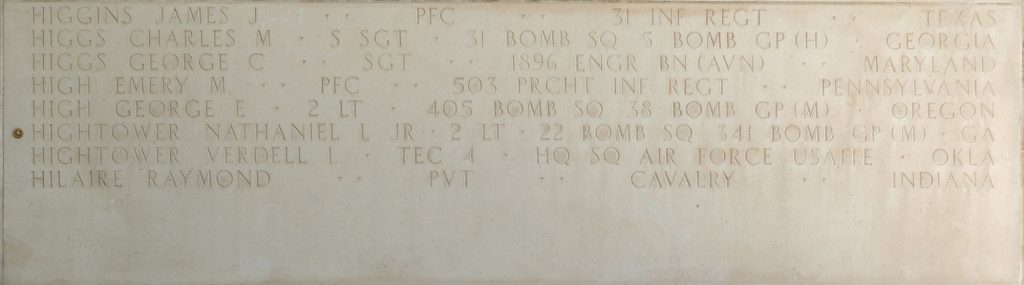 HIGGINS JAMES J · · PFC · · 31 INF REGT · · TEXAS
HIGGS CHARLES M · S SGT · 31 BOMB SQ 5 BOMB GP (H) · GEORGIA
HIGGS GEORGE C · · SGT · · 1896 ENGR BN (AVN) · · MARYLAND
HIGH EMERY M · · PFC · · 503 PRCHT INF REGT · · PENNSYLVANIA
HIGH GEORGE E · 2 LT · · 405 BOMB SQ 38 BOMB GP (M) · OREGON
HIGHTOWER NATHANIEL L JR · 2 LT · 22 BOMB SQ 341 BOMB GP (M) · GA
HIGHTOWER VERDELL L · TEC 4 · HQ SQ AIR FORCE USAFFE · OKLA
HILAIRE RAYMOND · · PVT · · CAVALRY · · INDIANA